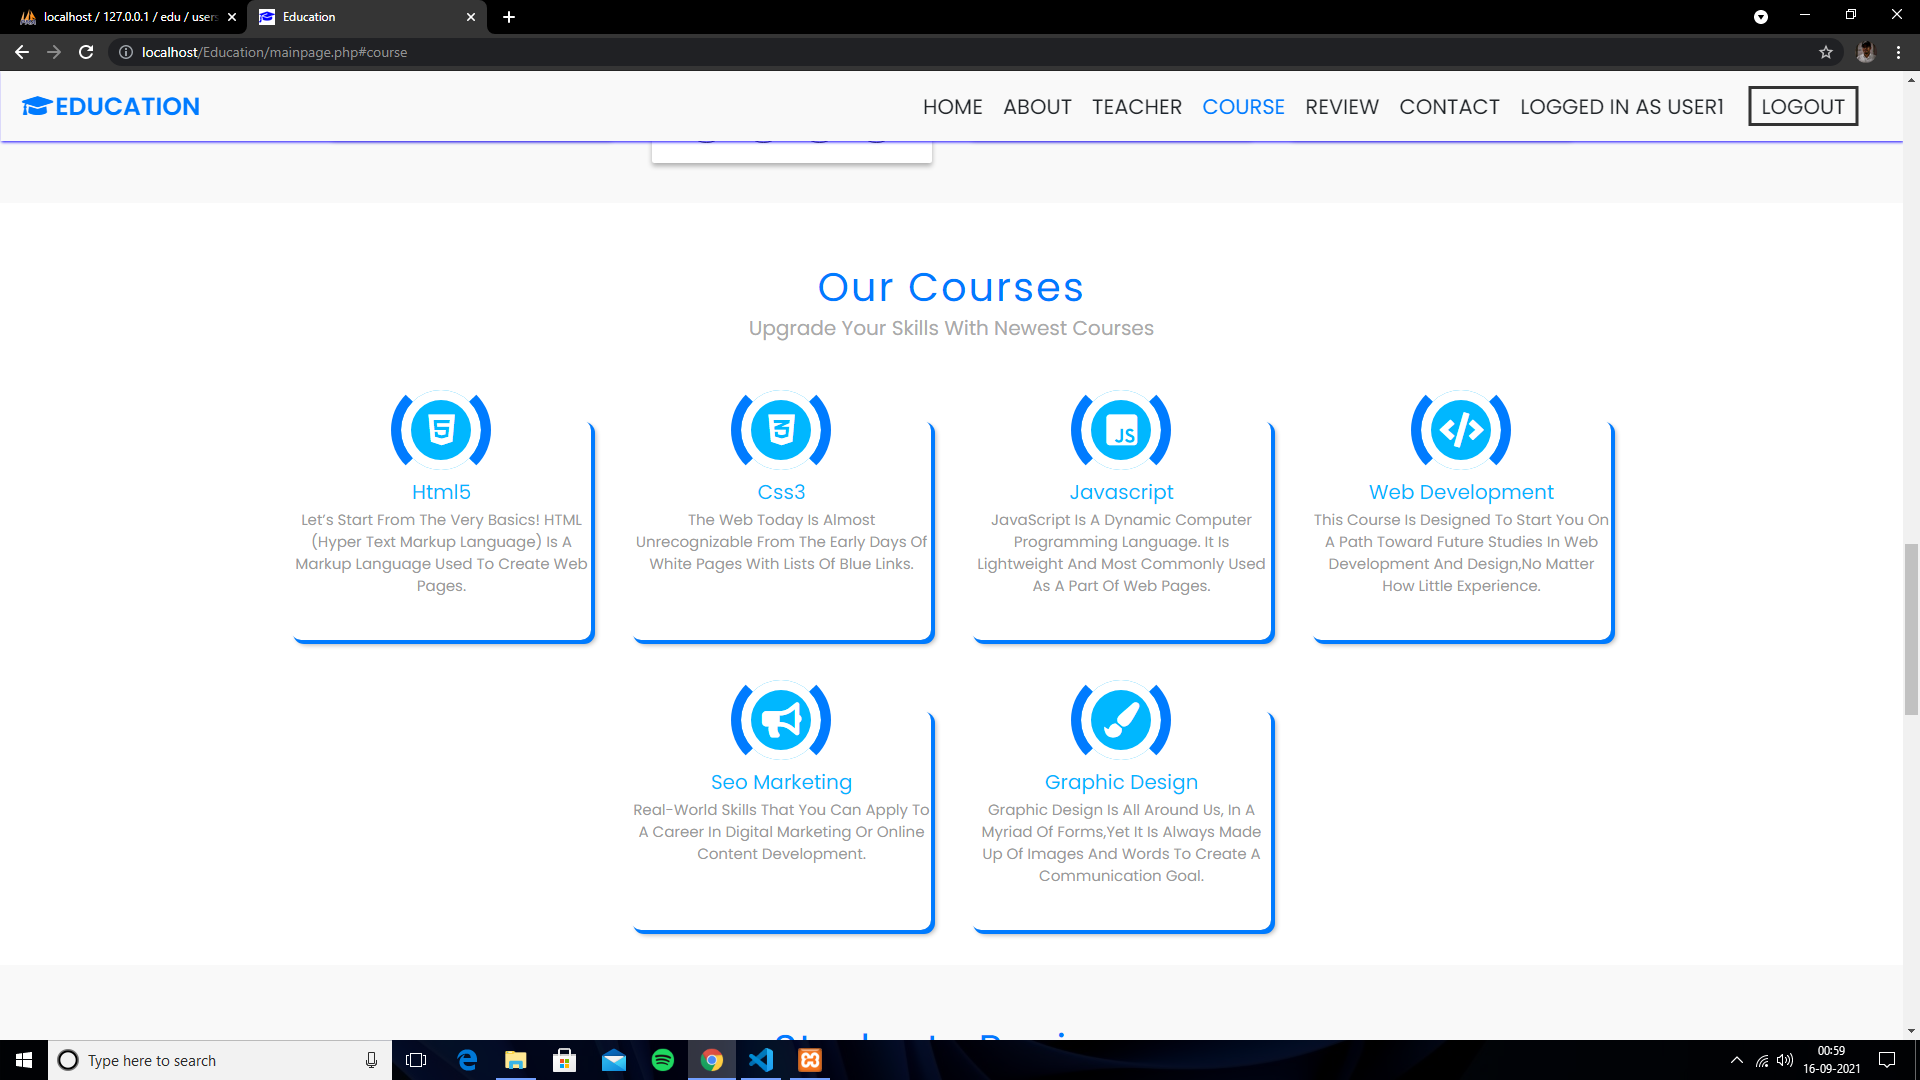 localhost / 127.0.0.1 / edu / users
Education
localhost/Education/mainpage.php#course
EDUCATION
HOME ABOUT TEACHER COURSE REVIEW CONTACT LOGGED IN AS USER1 LOGOUT
Our Courses
Upgrade Your Skills With Newest Courses
5
Html5
Let's Start From The Very Basics! HTML
(Hyper Text Markup Language) Is A
Markup Language Used To Create Web
Pages.
3
Css3
The Web Today Is Almost
Unrecognizable From The Early Days Of
White Pages With Lists Of Blue Links.
JS
Javascript
JavaScript Is A Dynamic Computer
Programming Language. It Is
Lightweight And Most Commonly Used
As A Part Of Web Pages.
</>
Web Development
This Course Is Designed To Start You On
A Path Toward Future Studies In Web
Development And Design,No Matter
How Little Experience.
Seo Marketing
Real-World Skills That You Can Apply To
A Career In Digital Marketing Or Online
Content Development.
Graphic Design
Graphic Design Is All Around Us, In A
Myriad Of Forms,Yet It Is Always Made
Up Of Images And Words To Create A
Communication Goal.
Type here to search
00:59
16-09-2021